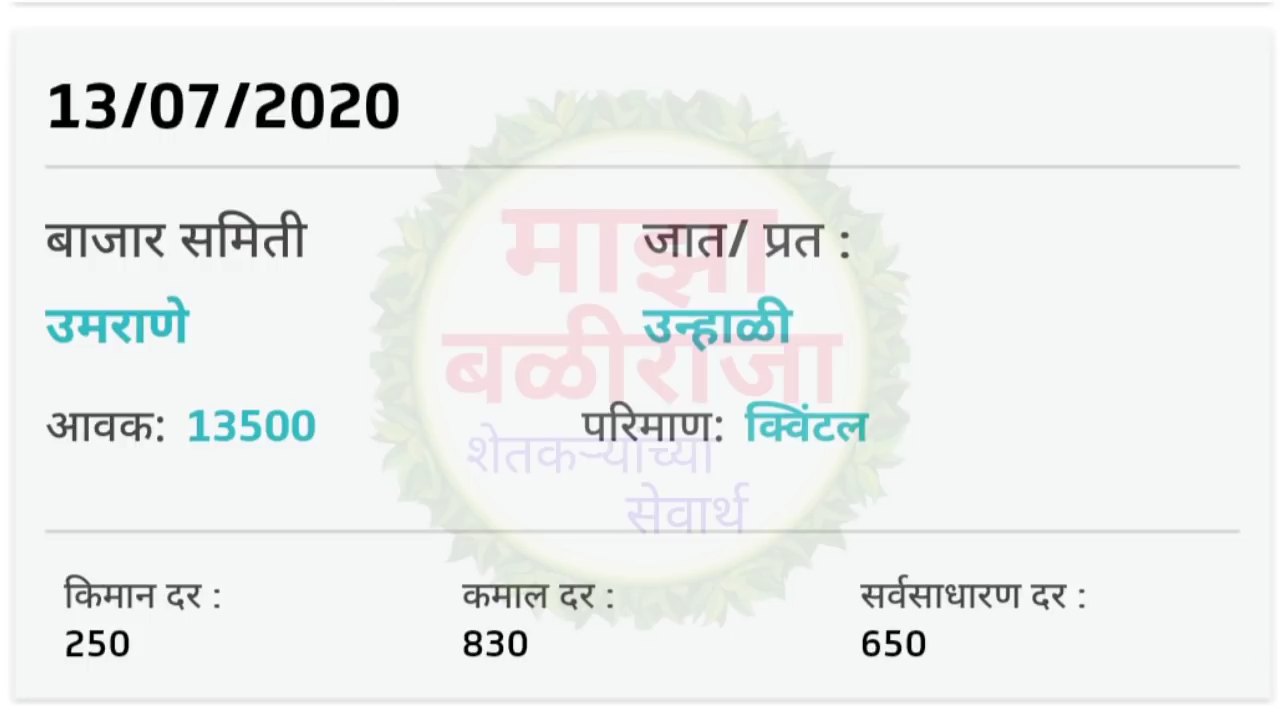 13/07/2020
बाजार समिती जात/ प्रत :
उमराणे उन्हाळी
आवक: 13500 परिमाण: क्विंटल
किमान दर : कमाल दर : सर्वसाधारण दर :
250 830 650
माझा
बळीराजा
शेतकऱ्यांच्या
सेवार्थ